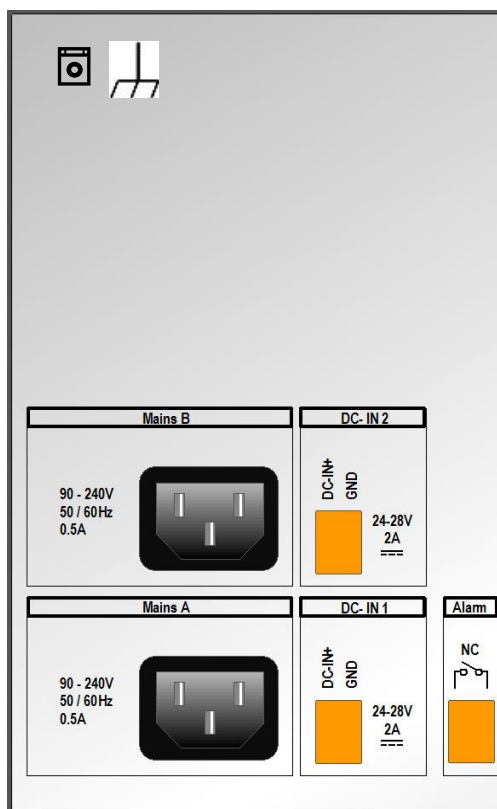 Mains B
DC- IN 2
90 - 240V
50 / 60Hz
0.5A
DC-IN+
GND
24-28V
2A
Mains A
DC- IN 1
Alarm
90 - 240V
50 / 60Hz
0.5A
DC-IN+
GND
24-28V
2A
NC